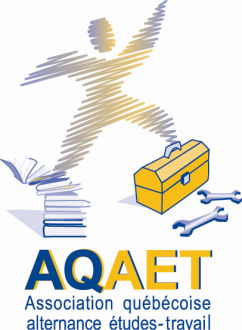 AQAET
Association québécoise
alternance études-travail